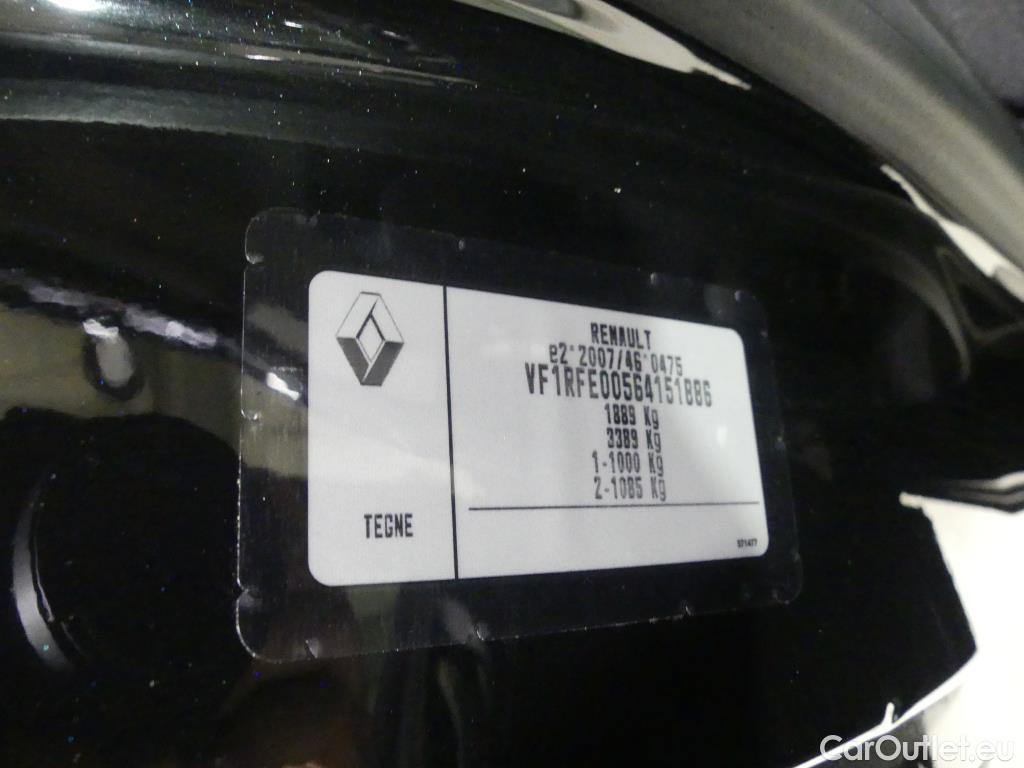 RENAULT
e2*2007/46*0475
VF1RFE00564151886
1889 Kg
3389 Kg
1-1000 Kg
2-1085 Kg
TEGNE
571477
CarOutlet.eu